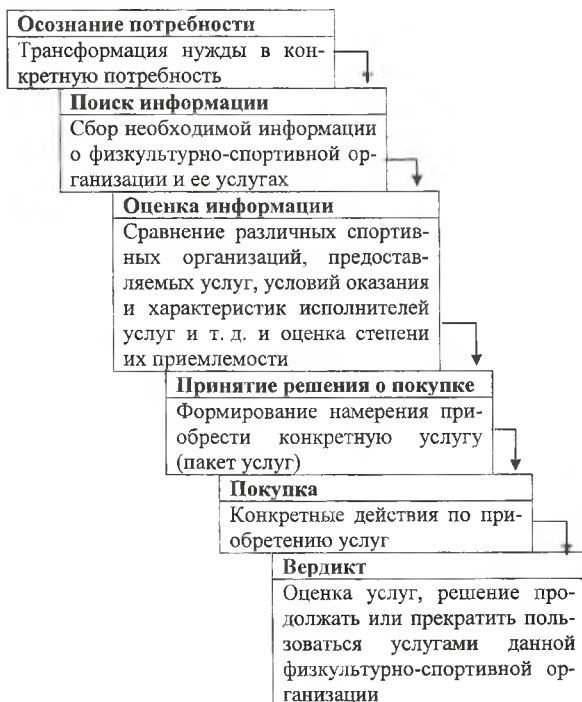 Осознание потребности
Трансформация нужды в кон-
кретную потребность
Поиск информации
Сбор необходимой информации
о физкультурно-спортивной ор-
ганизации и ее услугах
Оценка информации
Сравнение различных спортив-
ных организаций, предостав-
ляемых услуг, условий оказания
и характеристик исполнителей
услуг и т. д. и оценка степени
их приемлемости
Принятие решения о покупке
Формирование намерения при-
обрести конкретную услугу
(пакет услуг)
Покупка
Конкретные действия по при-
обретению услуг
Вердикт
Оценка услуг, решение про-
должать или прекратить поль-
зоваться услугами данной
физкультурно-спортивной ор-
ганизации